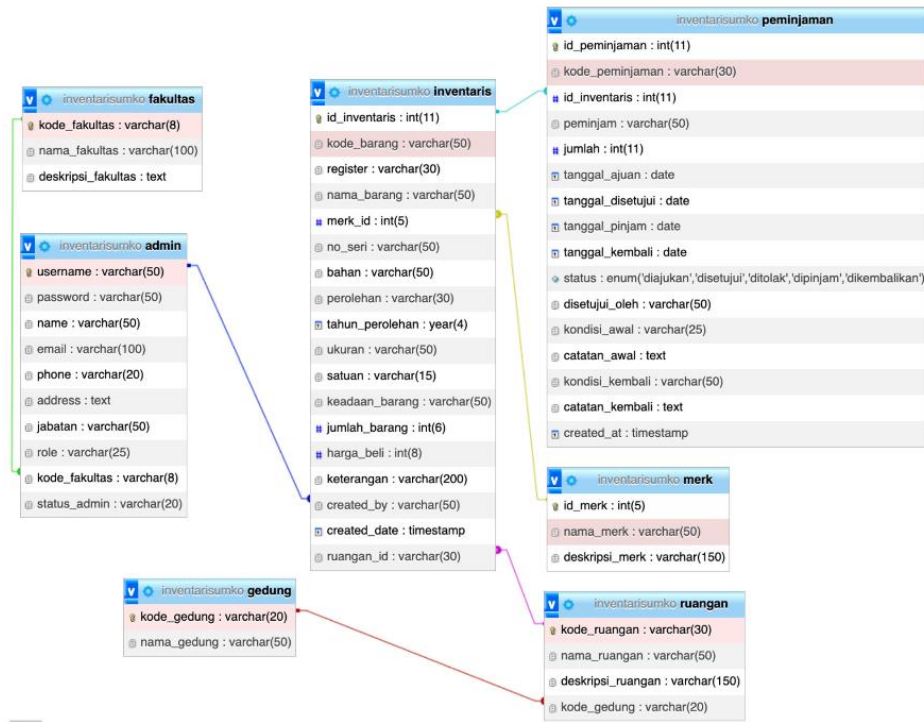 inventarisumko fakultas
kode_fakultas : varchar(8)
nama_fakultas : varchar(100)
deskripsi_fakultas : text
inventarisumko admin
username : varchar(50)
password : varchar(50)
name : varchar(50)
email : varchar(100)
phone : varchar(20)
address : text
jabatan : varchar(50)
role : varchar(25)
kode_fakultas : varchar(8)
status_admin : varchar(20)
inventarisumko gedung
kode_gedung : varchar(20)
nama_gedung : varchar(50)
inventarisumko inventaris
id_inventaris : int(11)
kode_barang : varchar(50)
register : varchar(30)
nama_barang : varchar(50)
merk_id : int(5)
no_seri : varchar(50)
bahan : varchar(50)
perolehan : varchar(30)
tahun_perolehan : year(4)
ukuran : varchar(50)
satuan : varchar(15)
keadaan_barang : varchar(50)
jumlah_barang : int(6)
harga_beli : int(8)
keterangan : varchar(200)
created_by : varchar(50)
created_date : timestamp
ruangan_id : varchar(30)
inventarisumko peminjaman
id_peminjaman : int(11)
kode_peminjaman : varchar(30)
id_inventaris : int(11)
peminjam : varchar(50)
jumlah : int(11)
tanggal_ajuan : date
tanggal_disetujui : date
tanggal_pinjam : date
tanggal_kembali : date
status : enum('diajukan','disetujui','ditolak','dipinjam','dikembalikan')
disetujui_oleh : varchar(50)
kondisi_awal : varchar(25)
catatan_awal : text
kondisi_kembali : varchar(50)
catatan_kembali : text
created_at : timestamp
inventarisumko merk
id_merk : int(5)
nama_merk : varchar(50)
deskripsi_merk : varchar(150)
inventarisumko ruangan
kode_ruangan : varchar(30)
nama_ruangan : varchar(50)
deskripsi_ruangan : varchar(150)
kode_gedung : varchar(20)